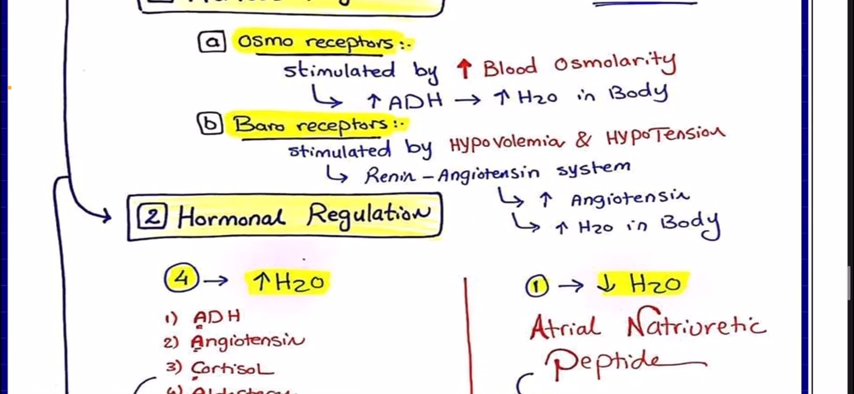 a Osmo receptors:-
stimulated by ↑ Blood Osmolarity
↳ ↑ ADH → ↑ H2O in Body
b Baro receptors:-
stimulated by Hypovolemia & HypoTension
↳ Renin-Angiotensin system
↳ ↑ Angiotensin
↳ ↑ H2O in Body
2 Hormonal Regulation
4 → ↑ H2O
1) ADH
2) Angiotensin
3) Cortisol
4)
1 → ↓ H2O
Atrial Natriuretic
Peptide